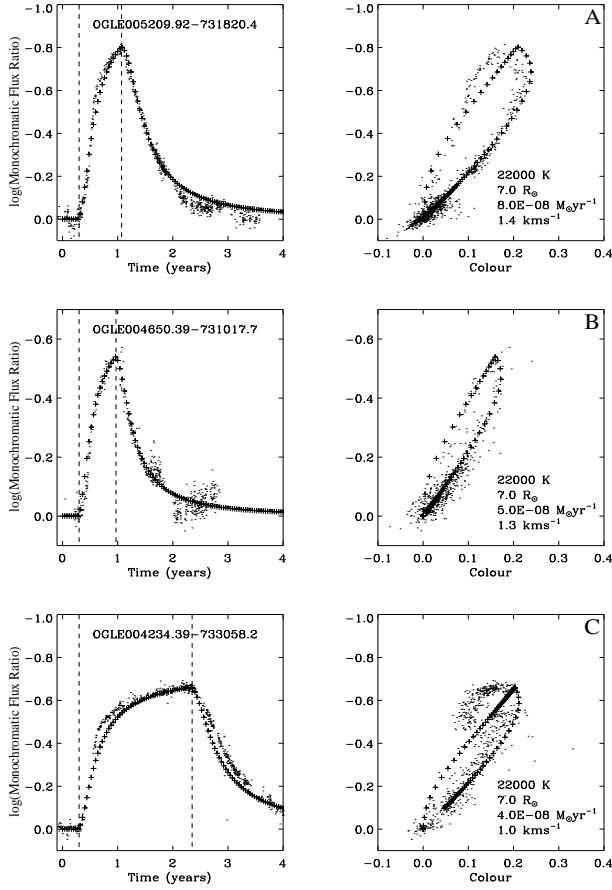 A
OGLE005209.92−731820.4
log(Monochromatic Flux Ratio)
−1.0
−0.8
−0.6
−0.4
−0.2
0.0
0 1 2 3 4
Time (years)
−1.0
−0.8
−0.6
−0.4
−0.2
0.0
22000 K
7.0 R⊙
8.0E−08 M⊙yr⁻¹
1.4 kms⁻¹
−0.1 0.0 0.1 0.2 0.3 0.4
Colour
B
OGLE004650.39−731017.7
log(Monochromatic Flux Ratio)
−0.6
−0.4
−0.2
0.0
0 1 2 3 4
Time (years)
−0.6
−0.4
−0.2
0.0
22000 K
7.0 R⊙
5.0E−08 M⊙yr⁻¹
1.3 kms⁻¹
−0.1 0.0 0.1 0.2 0.3 0.4
Colour
C
OGLE004234.39−733058.2
log(Monochromatic Flux Ratio)
−1.0
−0.8
−0.6
−0.4
−0.2
0.0
0 1 2 3 4
Time (years)
−1.0
−0.8
−0.6
−0.4
−0.2
0.0
22000 K
7.0 R⊙
4.0E−08 M⊙yr⁻¹
1.0 kms⁻¹
−0.1 0.0 0.1 0.2 0.3 0.4
Colour